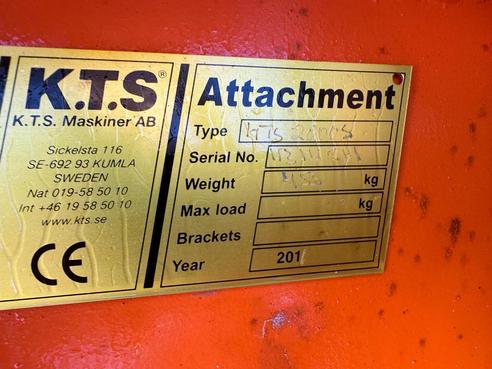 K.T.S®
K.T.S. Maskiner AB
Sickelsta 116
SE-692 93 KUMLA
SWEDEN
Nat 019-58 50 10
Int +46 19 58 50 10
www.kts.se
CE
Attachment
Type KTS
Serial No.
Weight kg
Max load kg
Brackets
Year 201